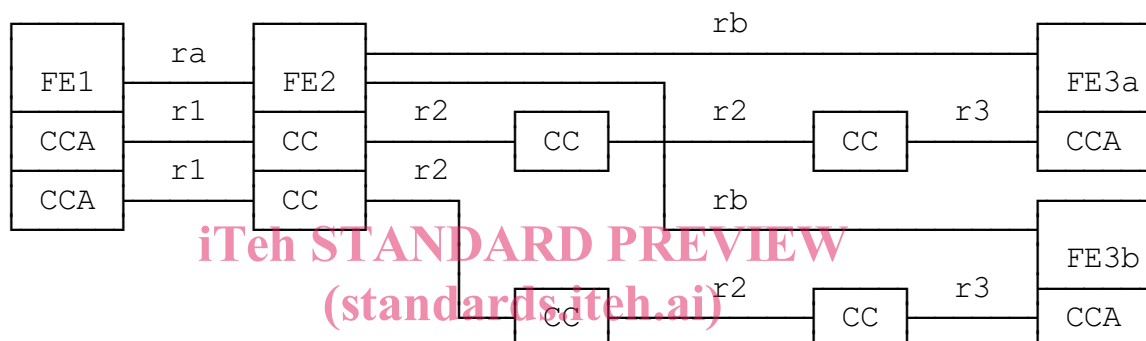 rb
ra
FE1 FE2 FE3a
r1 r2 r2 r3
CCA CC CC CC CCA
r1 r2
CCA CC rb
iTeh STANDARD PREVIEW
FE3b
(standards.iteh.ai) r2 r3
CC CC CCA